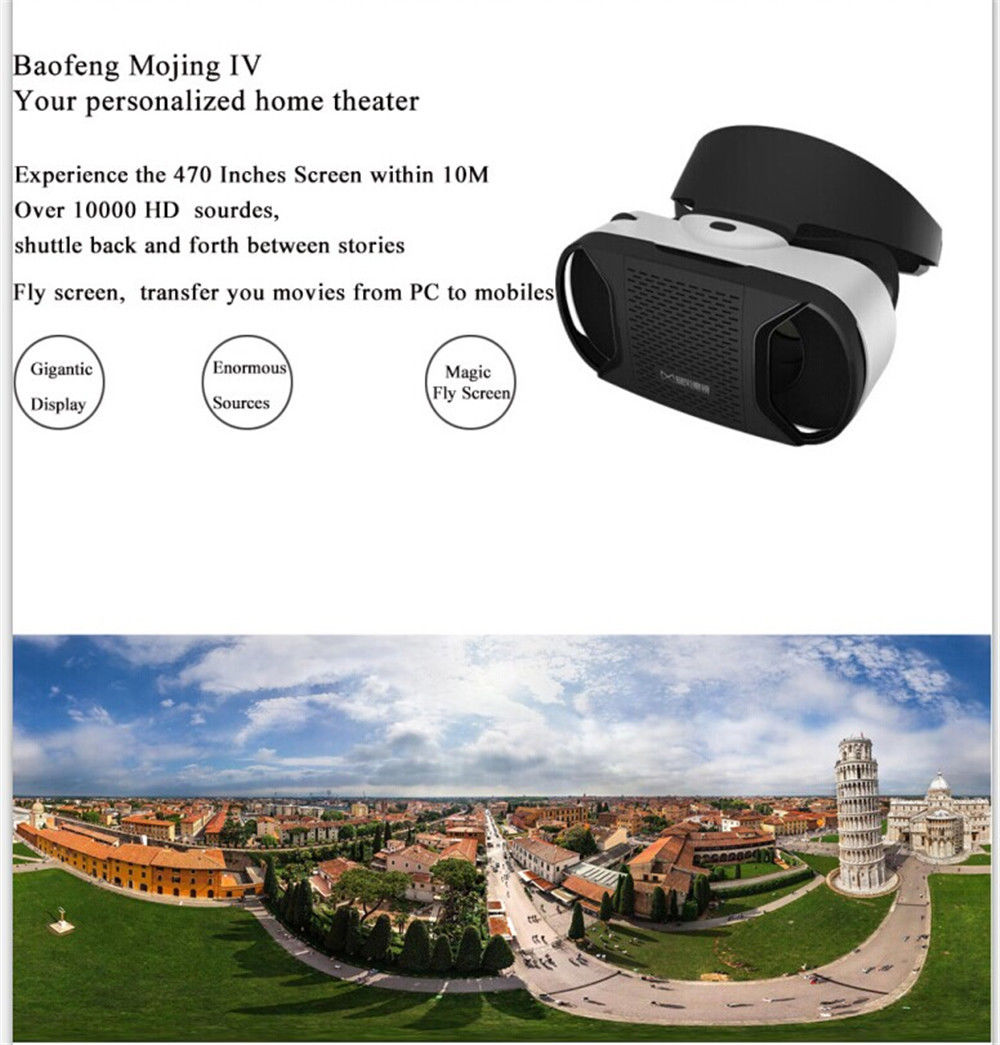 Baofeng Mojing IV
Your personalized home theater
Experience the 470 Inches Screen within 10M
Over 10000 HD sourdes,
shuttle back and forth between stories
Fly screen, transfer you movies from PC to mobiles
Gigantic
Display
Enormous
Sources
Magic
Fly Screen